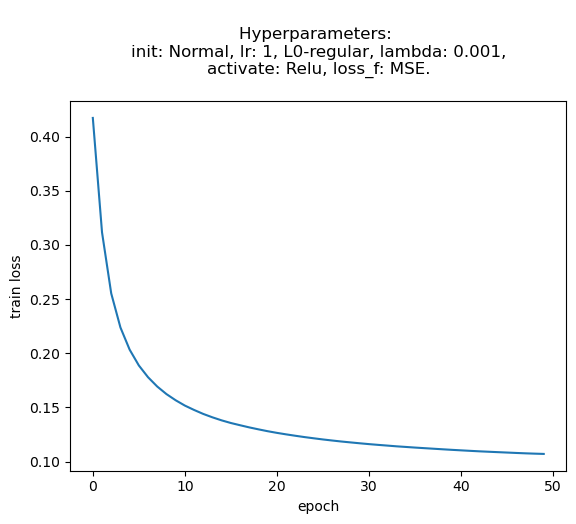 Hyperparameters:
init: Normal, lr: 1, L0-regular, lambda: 0.001,
activate: Relu, loss_f: MSE.
0.40
0.35
0.30
0.25
0.20
0.15
0.10
train loss
0
10
20
30
40
50
epoch